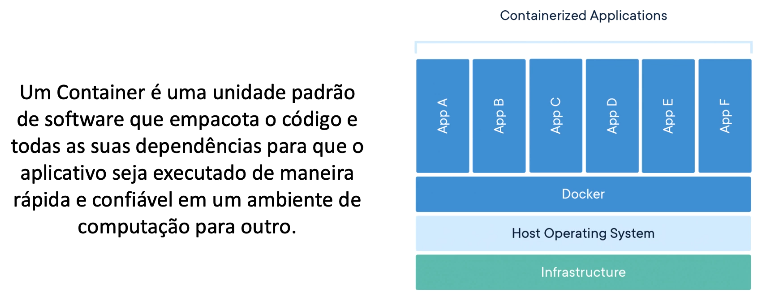 Um Container é uma unidade padrão
de software que empacota o código e
todas as suas dependências para que o
aplicativo seja executado de maneira
rápida e confiável em um ambiente de
computação para outro.
Containerized Applications
App A
App B
App C
App D
App E
App F
Docker
Host Operating System
Infrastructure